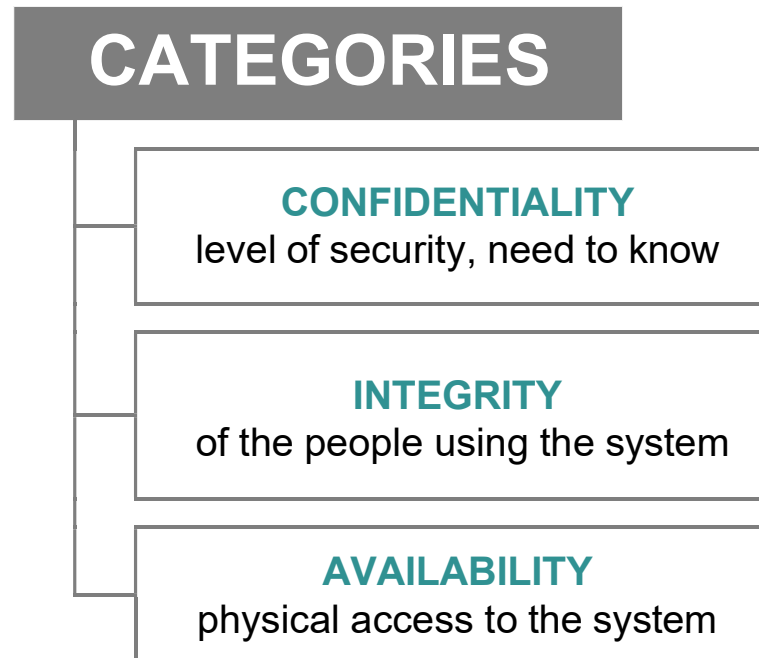 CATEGORIES
CONFIDENTIALITY
level of security, need to know
INTEGRITY
of the people using the system
AVAILABILITY
physical access to the system